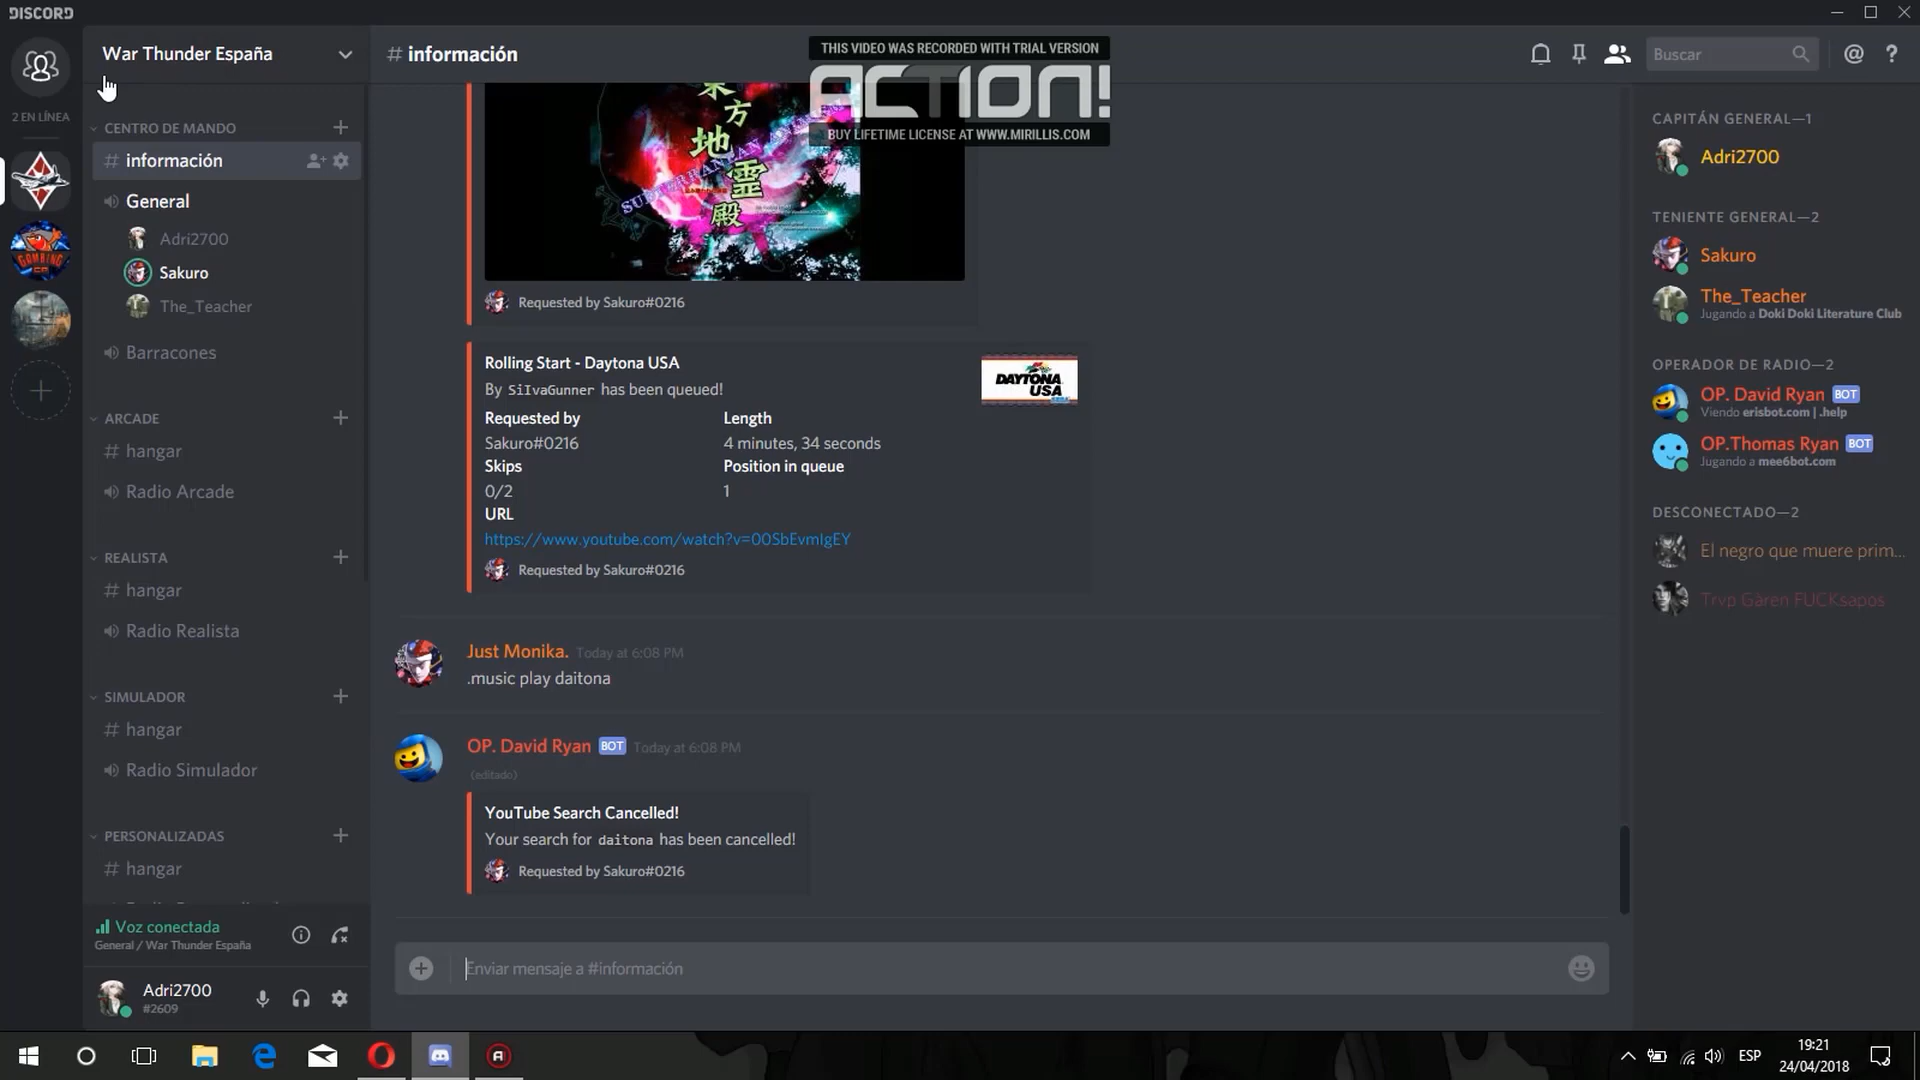 DISCORD
War Thunder España
# información
THIS VIDEO WAS RECORDED WITH TRIAL VERSION
ACTION!
BUY LIFETIME LICENSE AT WWW.MIRILLIS.COM
Buscar
2 EN LÍNEA
CENTRO DE MANDO
# información
General
Adri2700
Sakuro
The_Teacher
Barracones
ARCADE
# hangar
Radio Arcade
REALISTA
# hangar
Radio Realista
SIMULADOR
# hangar
Radio Simulador
PERSONALIZADAS
# hangar
Voz conectada
General / War Thunder España
Adri2700
#2609
東方
地
霊
殿
SUBTERRANEAN
Requested by Sakuro#0216
Rolling Start - Daytona USA
By SiIvaGunner has been queued!
DAYTONA
USA
Requested by
Length
Sakuro#0216
4 minutes, 34 seconds
Skips
Position in queue
0/2
1
URL
https://www.youtube.com/watch?v=0OSbEvmIgEY
Requested by Sakuro#0216
Just Monika. Today at 6:08 PM
.music play daitona
OP. David Ryan BOT Today at 6:08 PM
(editado)
YouTube Search Cancelled!
Your search for daitona has been cancelled!
Requested by Sakuro#0216
Enviar mensaje a #información
CAPITÁN GENERAL—1
Adri2700
TENIENTE GENERAL—2
Sakuro
The_Teacher
Jugando a Doki Doki Literature Club
OPERADOR DE RADIO—2
OP. David Ryan BOT
Viendo erisbot.com | .help
OP.Thomas Ryan BOT
Jugando a mee6bot.com
DESCONECTADO—2
El negro que muere prim...
Trvp Gären FUCKsapos
ESP
19:21
24/04/2018